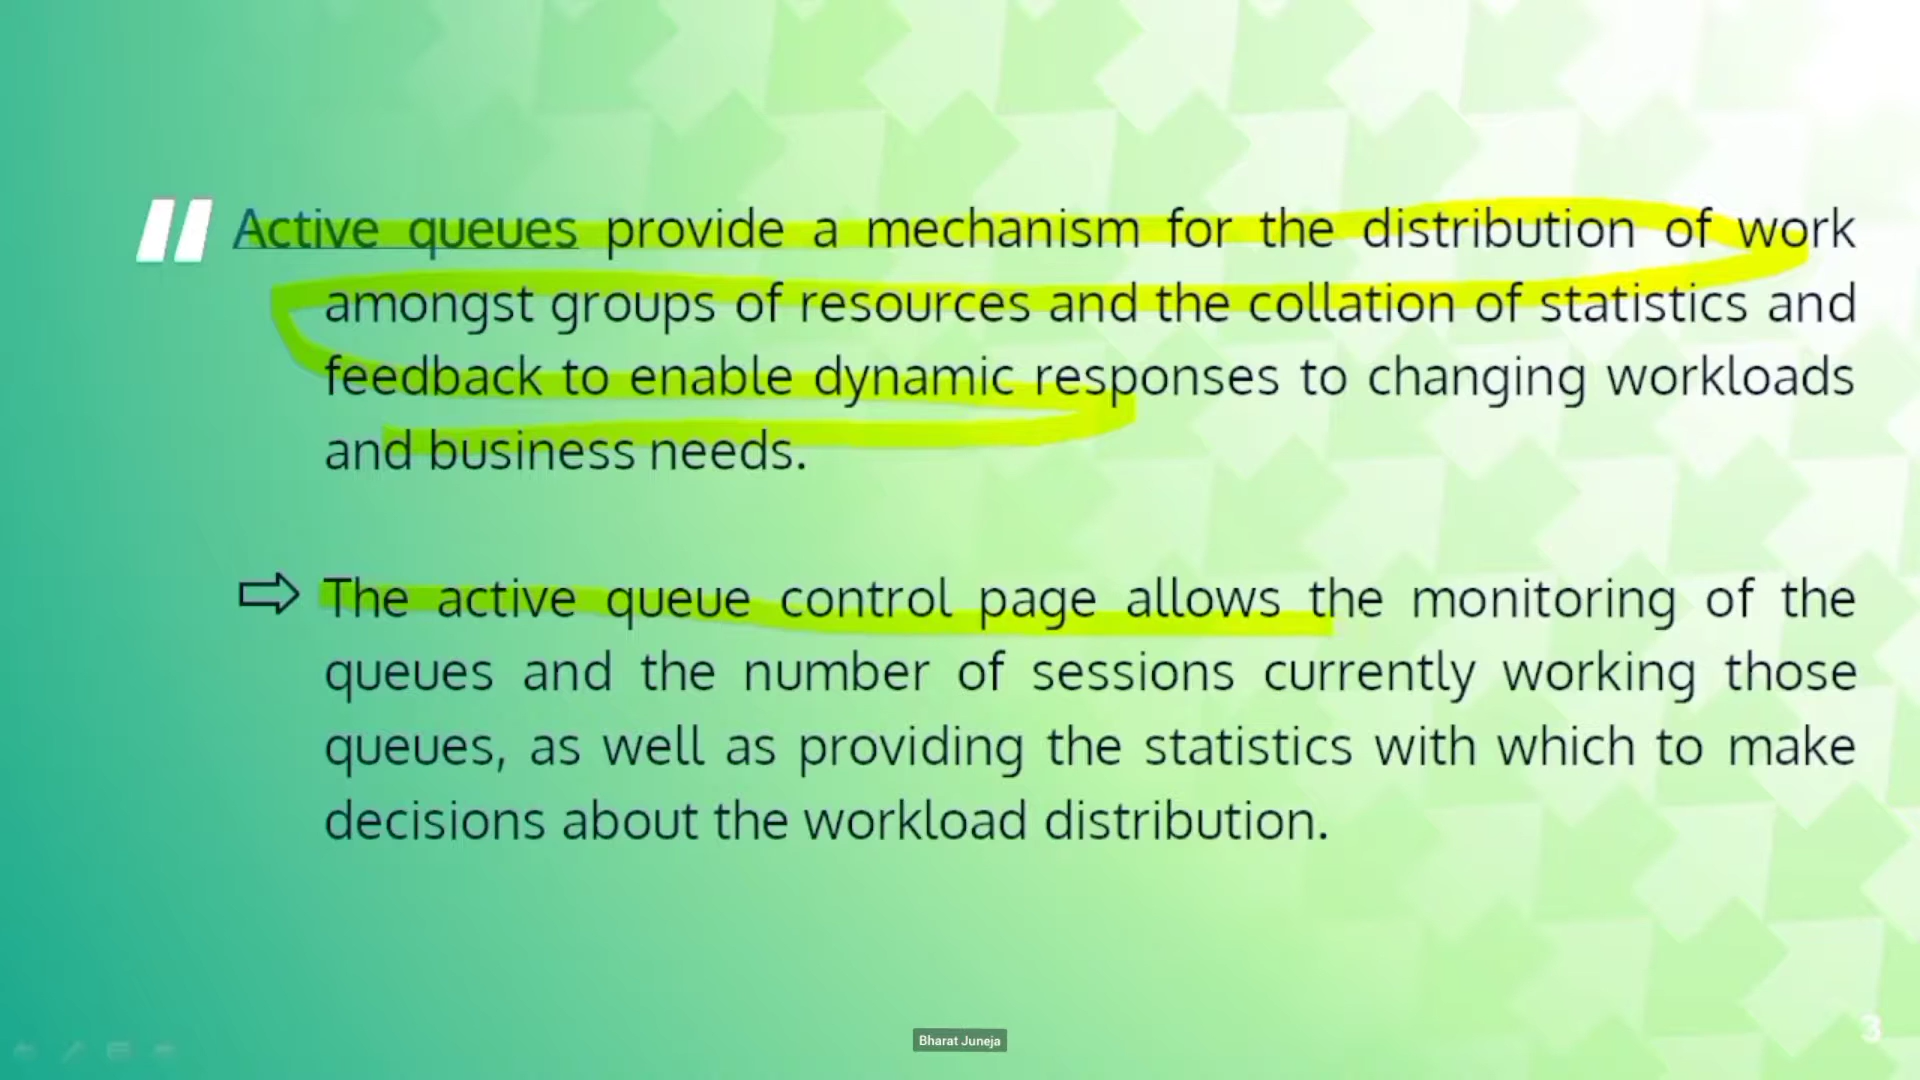 Active queues provide a mechanism for the distribution of work
amongst groups of resources and the collation of statistics and
feedback to enable dynamic responses to changing workloads
and business needs.
The active queue control page allows the monitoring of the
queues and the number of sessions currently working those
queues, as well as providing the statistics with which to make
decisions about the workload distribution.
Bharat Juneja
3